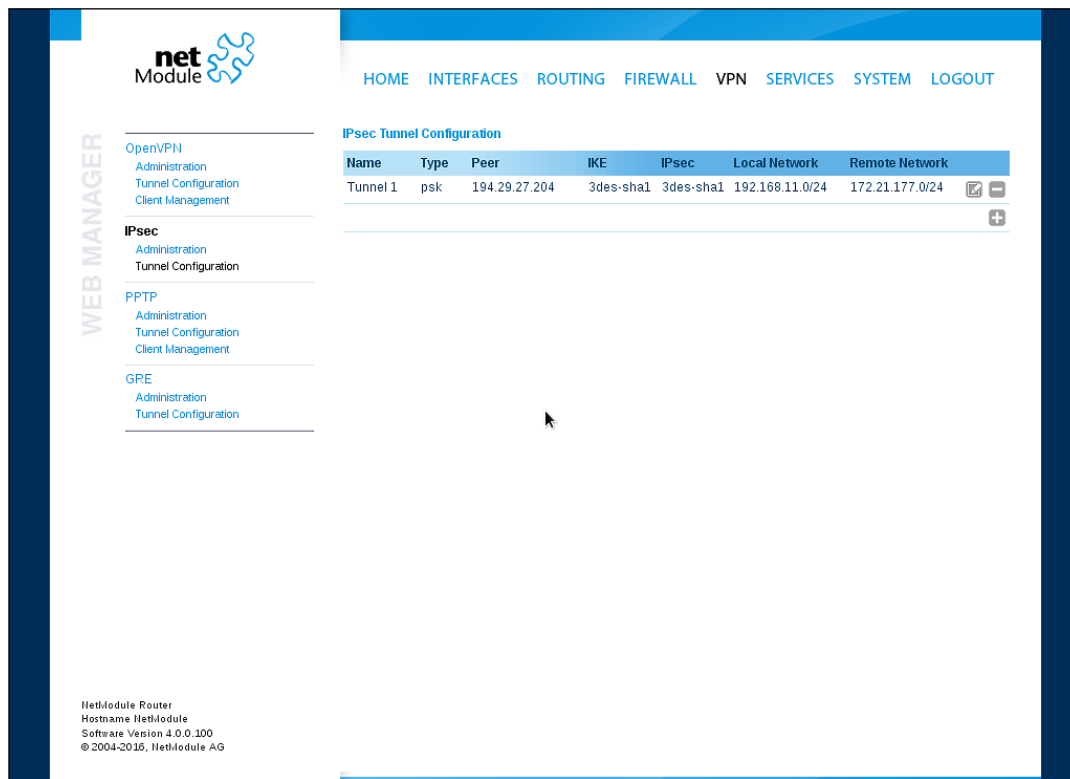 net
Module
HOME INTERFACES ROUTING FIREWALL VPN SERVICES SYSTEM LOGOUT
WEB MANAGER
OpenVPN
Administration
Tunnel Configuration
Client Management
IPsec
Administration
Tunnel Configuration
PPTP
Administration
Tunnel Configuration
Client Management
GRE
Administration
Tunnel Configuration
IPsec Tunnel Configuration
Name Type Peer IKE IPsec Local Network Remote Network
Tunnel 1 psk 194.29.27.204 3des-sha1 3des-sha1 192.168.11.0/24 172.21.177.0/24
NetModule Router
Hostname NetModule
Software Version 4.0.0.100
© 2004-2016, NetModule AG